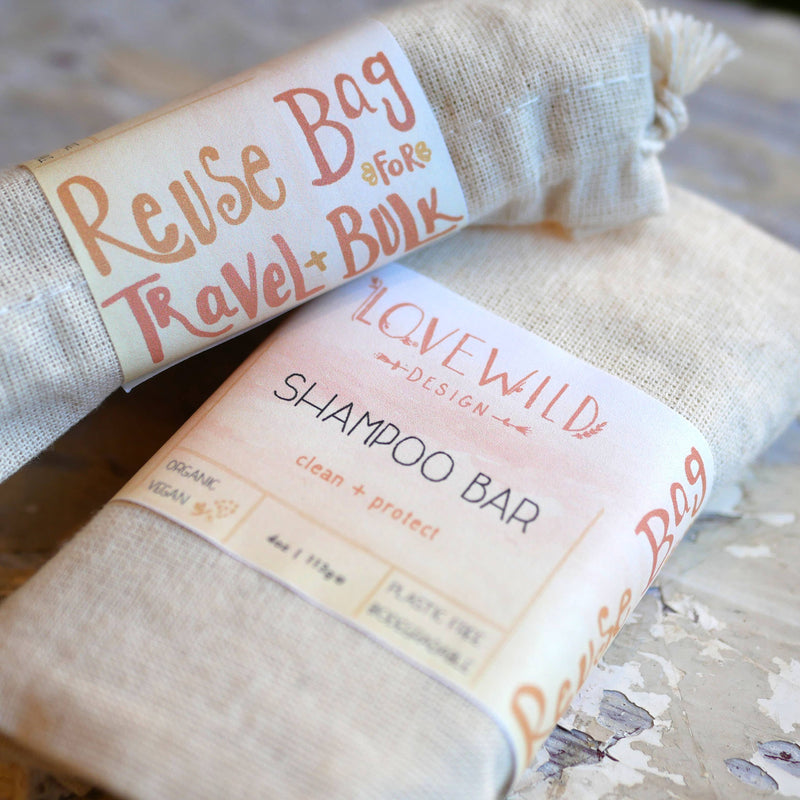 Reuse Bag
FOR
Travel + Bulk
LOVEWILD
DESIGN
SHAMPOO BAR
clean + protect
ORGANIC
VEGAN
4oz | 113gm
PLASTIC FREE
BIODEGRADABLE
Reuse Bag